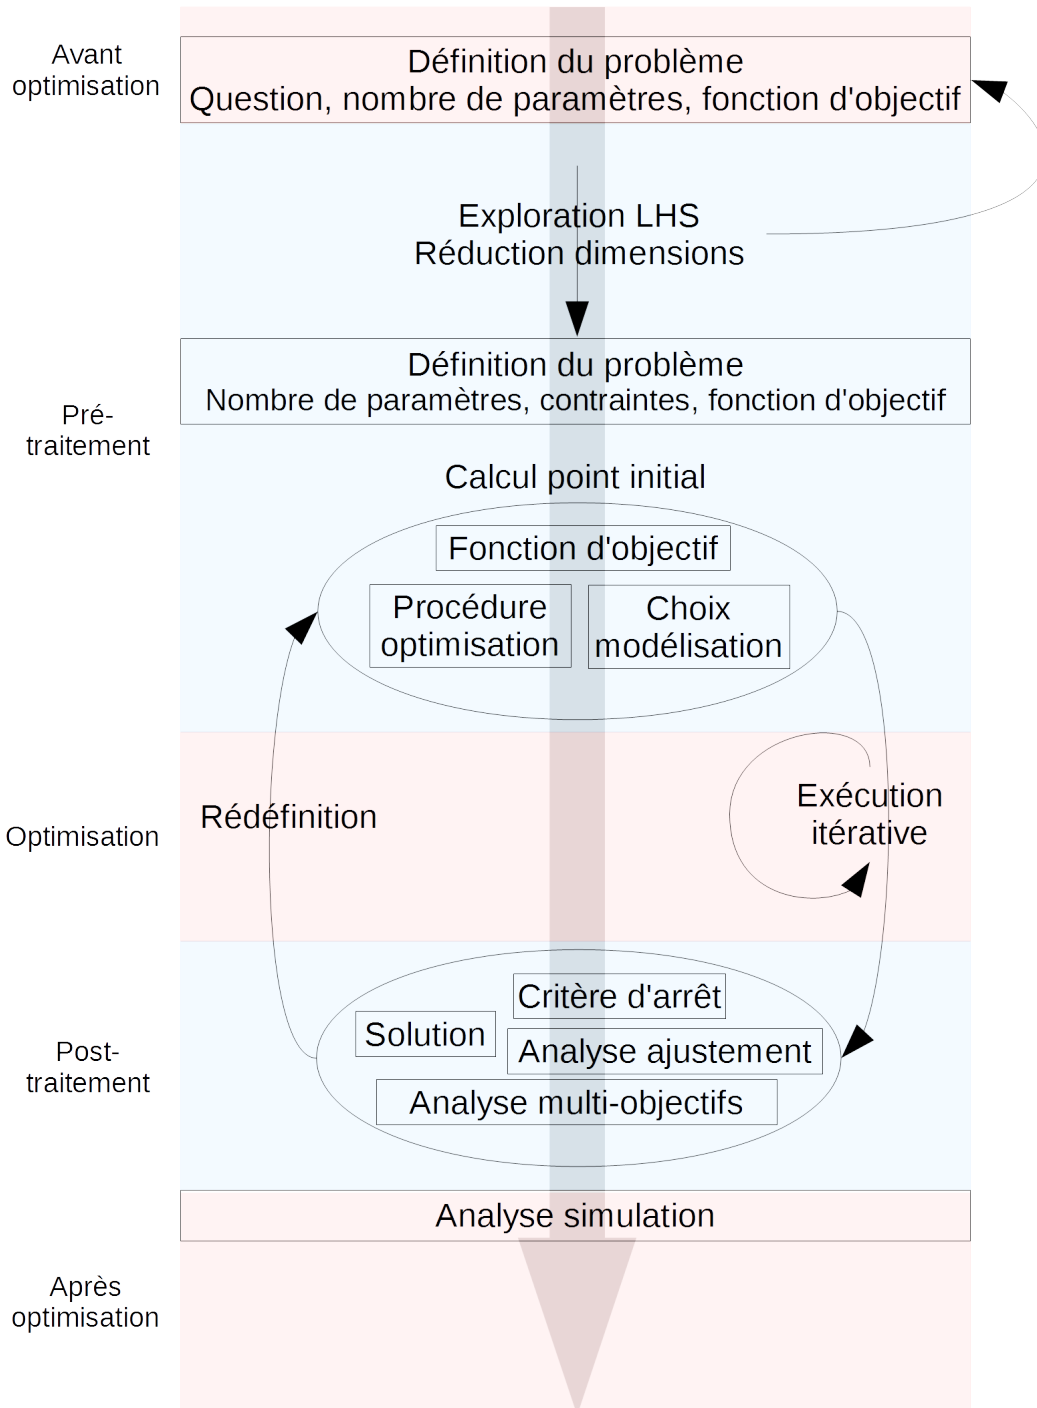 Avant
optimisation
Définition du problème
Question, nombre de paramètres, fonction d'objectif
Exploration LHS
Réduction dimensions
Définition du problème
Nombre de paramètres, contraintes, fonction d'objectif
Pré-
traitement
Calcul point initial
Fonction d'objectif
Procédure
optimisation
Choix
modélisation
Rédéfinition
Exécution
itérative
Optimisation
Critère d'arrêt
Solution
Analyse ajustement
Analyse multi-objectifs
Post-
traitement
Analyse simulation
Après
optimisation